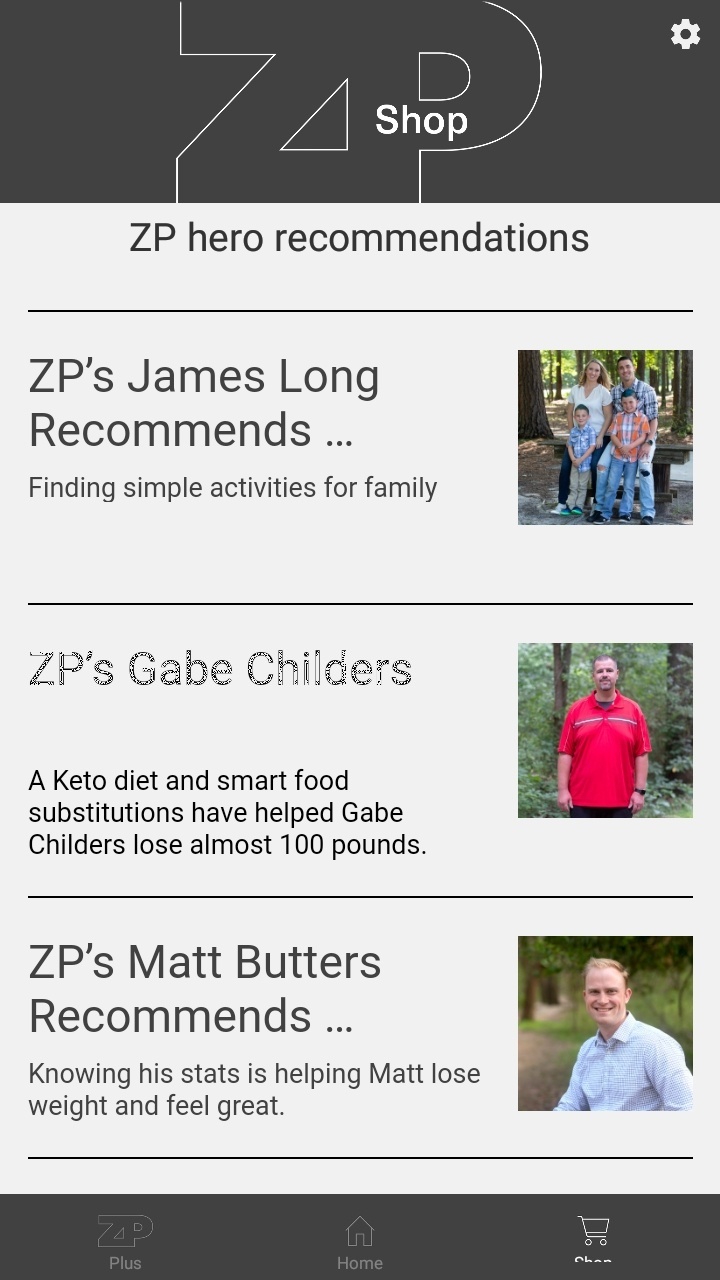 ZP
Shop
ZP hero recommendations
ZP’s James Long
Recommends ...
Finding simple activities for family
ZP’s Gabe Childers
A Keto diet and smart food
substitutions have helped Gabe
Childers lose almost 100 pounds.
ZP’s Matt Butters
Recommends ...
Knowing his stats is helping Matt lose
weight and feel great.
ZP
Plus
Home
Shop